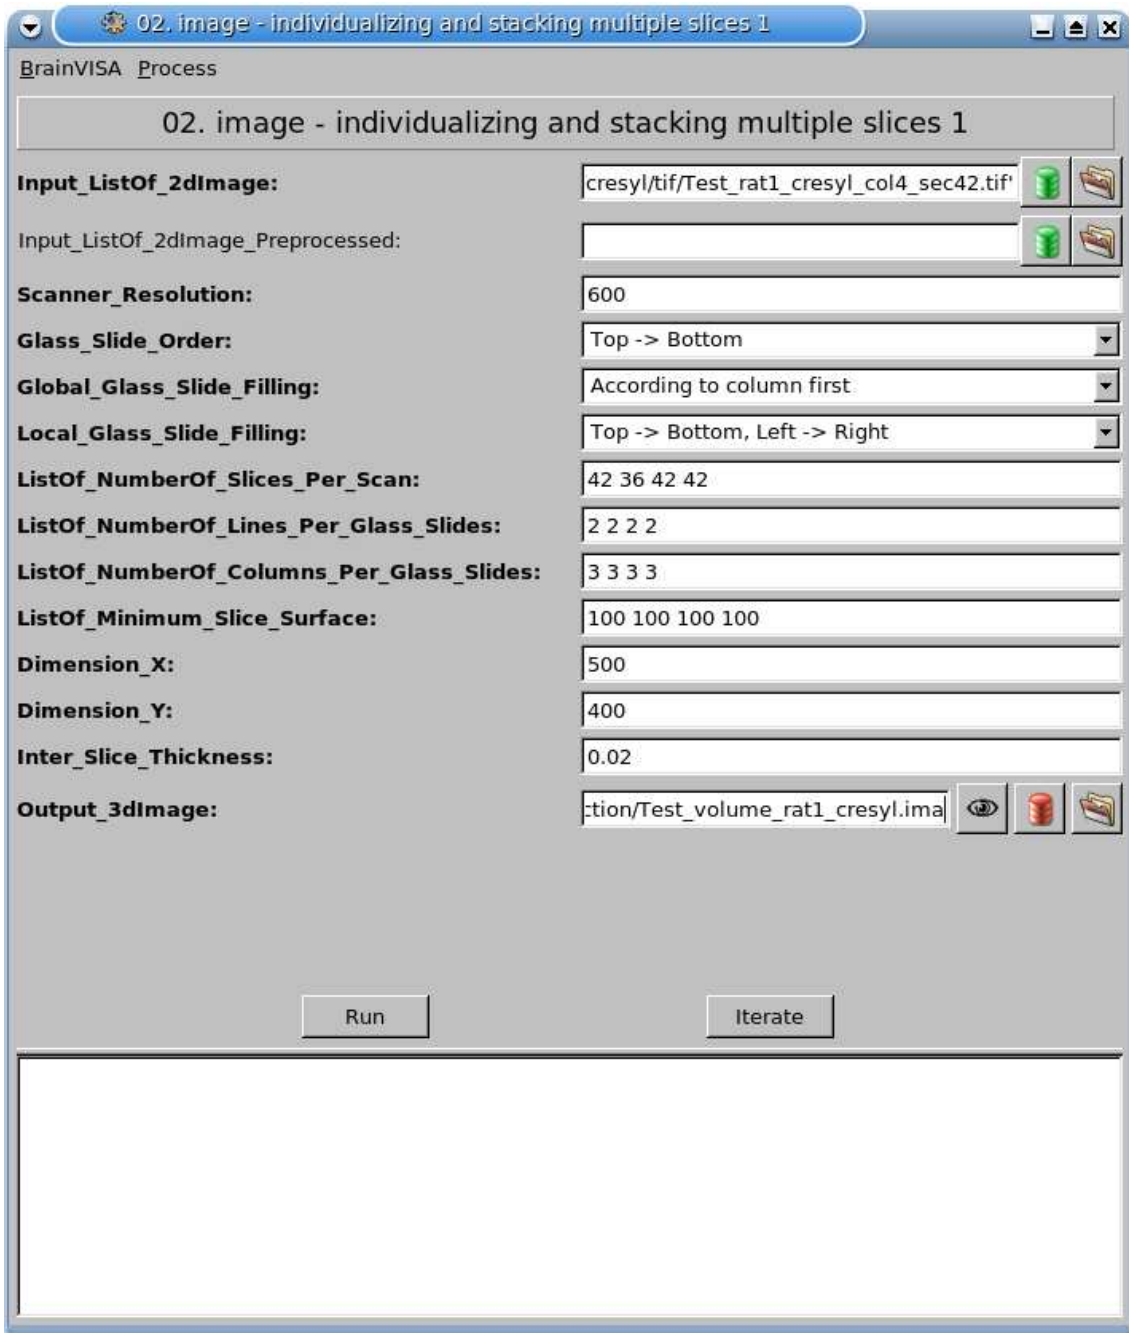 02. image - individualizing and stacking multiple slices 1
BrainVISA Process
02. image - individualizing and stacking multiple slices 1
Input_ListOf_2dImage: cresyl/tif/Test_rat1_cresyl_col4_sec42.tif'
Input_ListOf_2dImage_Preprocessed:
Scanner_Resolution: 600
Glass_Slide_Order: Top -> Bottom
Global_Glass_Slide_Filling: According to column first
Local_Glass_Slide_Filling: Top -> Bottom, Left -> Right
ListOf_NumberOf_Slices_Per_Scan: 42 36 42 42
ListOf_NumberOf_Lines_Per_Glass_Slides: 2 2 2 2
ListOf_NumberOf_Columns_Per_Glass_Slides: 3 3 3 3
ListOf_Minimum_Slice_Surface: 100 100 100 100
Dimension_X: 500
Dimension_Y: 400
Inter_Slice_Thickness: 0.02
Output_3dImage: ction/Test_volume_rat1_cresyl.ima
Run Iterate